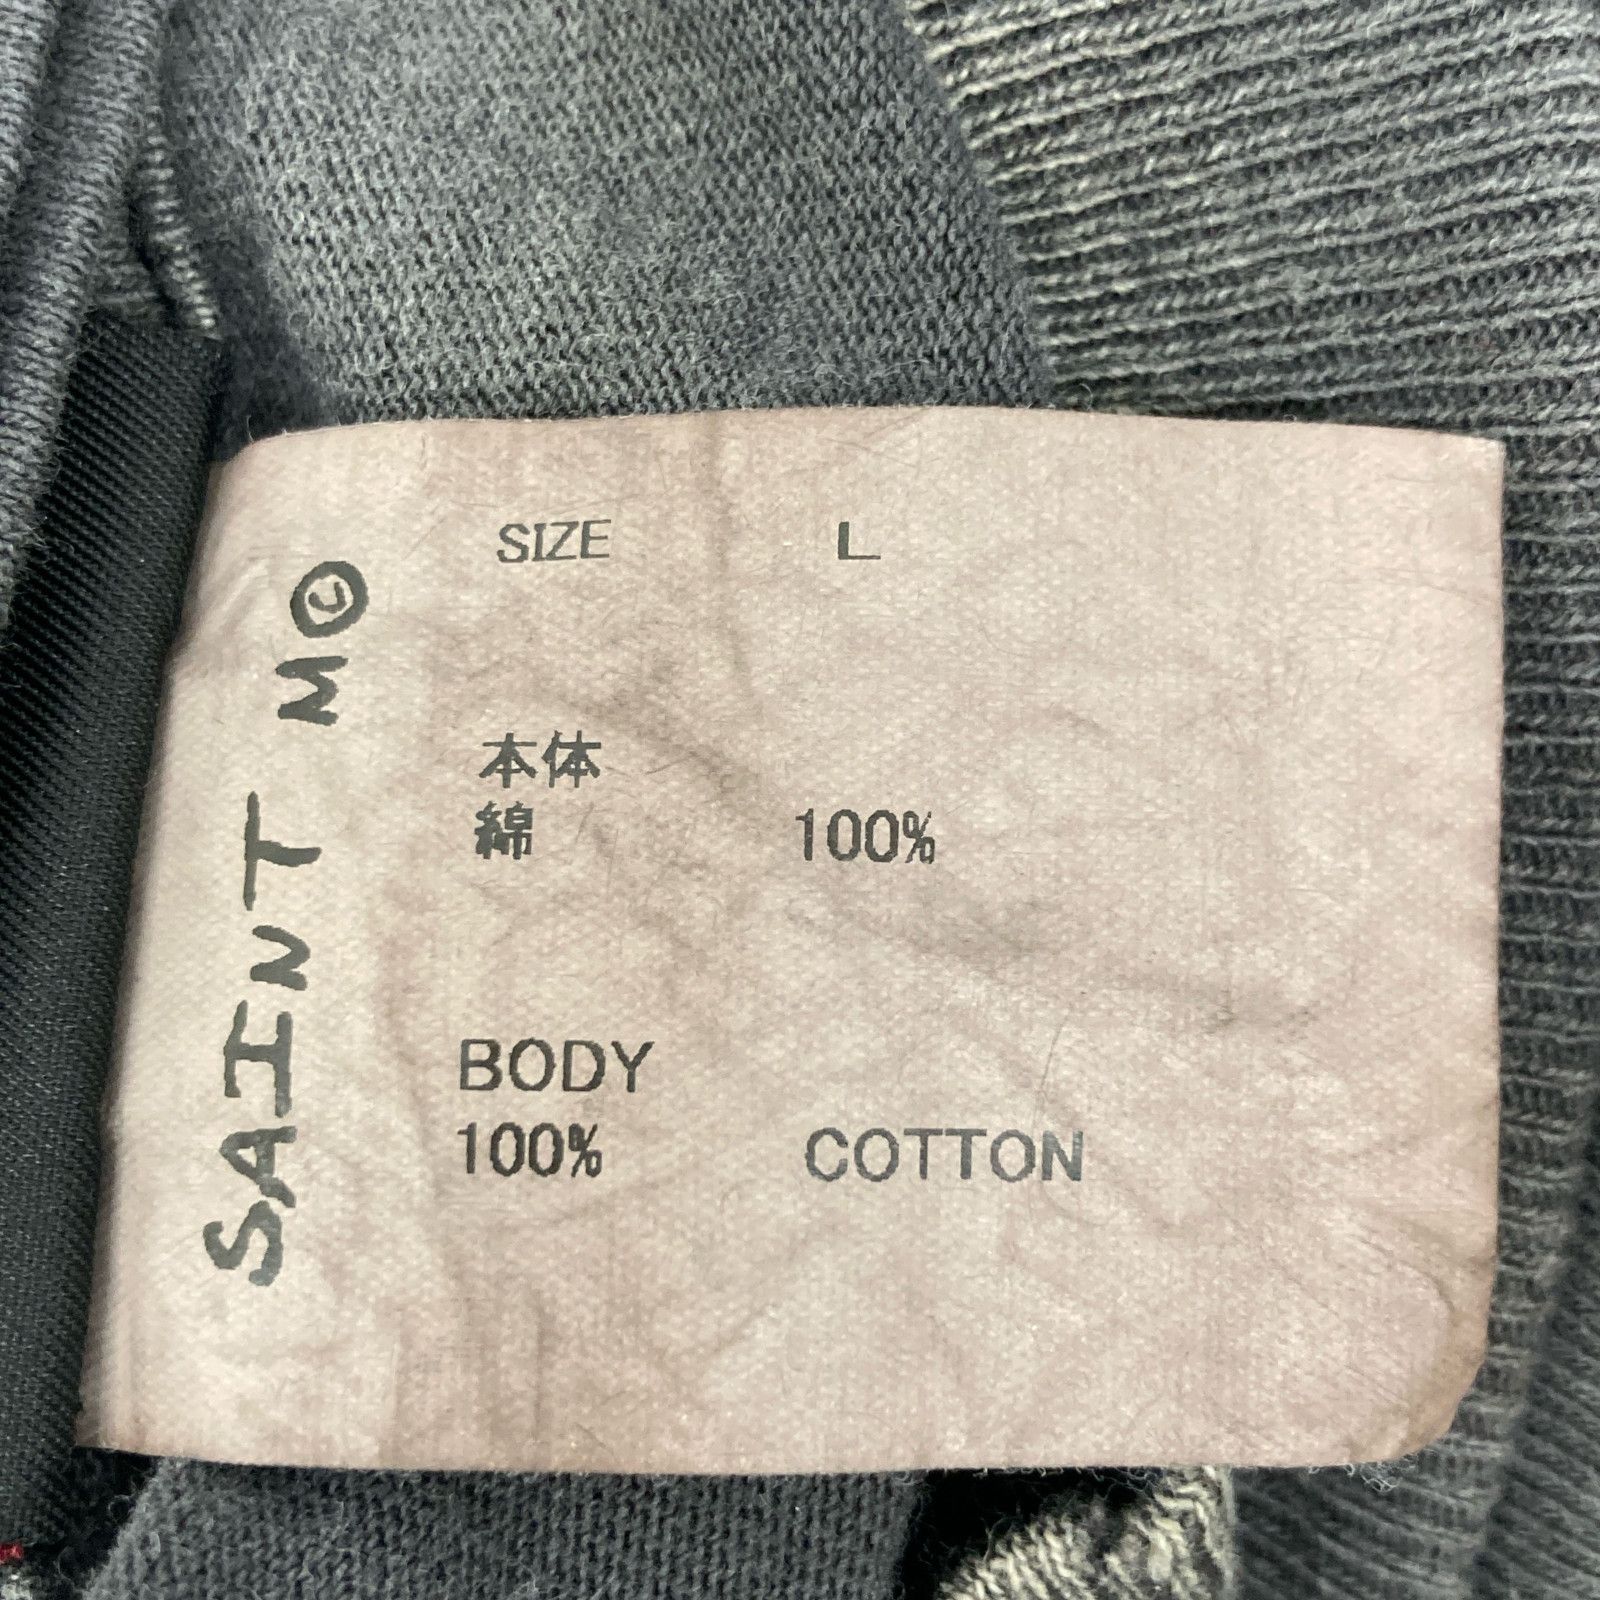 SAINT M©
SIZE L
本体
綿 100%
BODY
100% COTTON